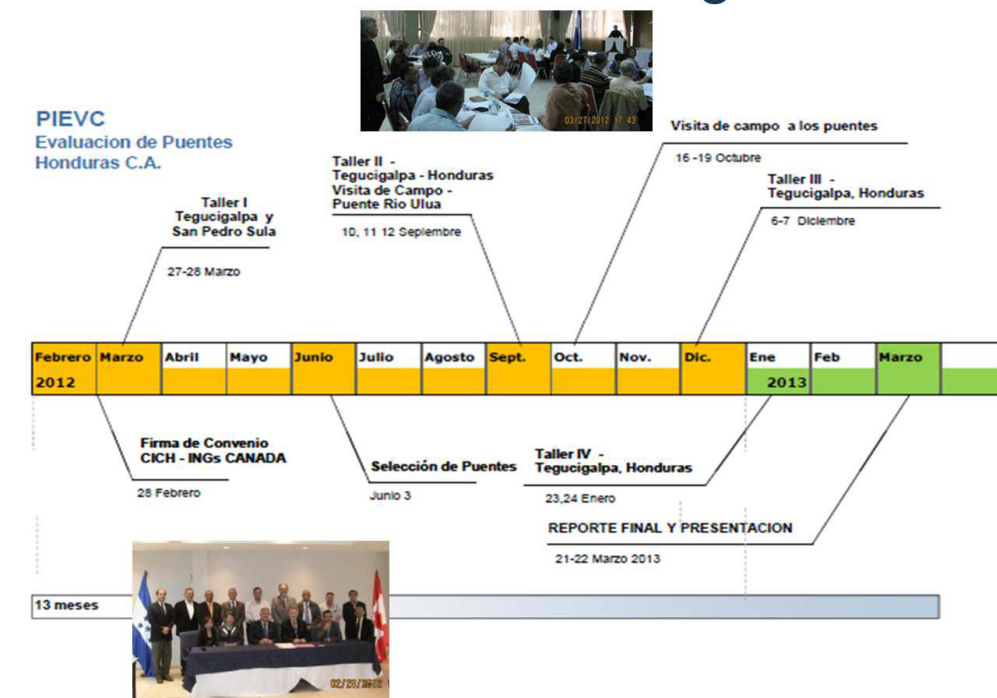 03/27/2012 17 43
PIEVC
Evaluacion de Puentes
Honduras C.A.
Taller I
Tegucigalpa y
San Pedro Sula
27-28 Marzo
Taller II -
Tegucigalpa - Honduras
Visita de Campo -
Puente Rio Ulua
10, 11 12 Sepiembre
Visita de campo a los puentes
16 -19 Octubre
Taller III -
Tegucigalpa, Honduras
6-7 Diciembre
Febrero Marzo Abril Mayo Junio Julio Agosto Sept. Oct. Nov. Dic. Ene Feb Marzo
2012 2013
Firma de Convenio
CICH - INGs CANADA
28 Febrero
Selección de Puentes
Junio 3
Taller IV -
Tegucigalpa, Honduras
23,24 Enero
REPORTE FINAL Y PRESENTACION
21-22 Marzo 2013
13 meses